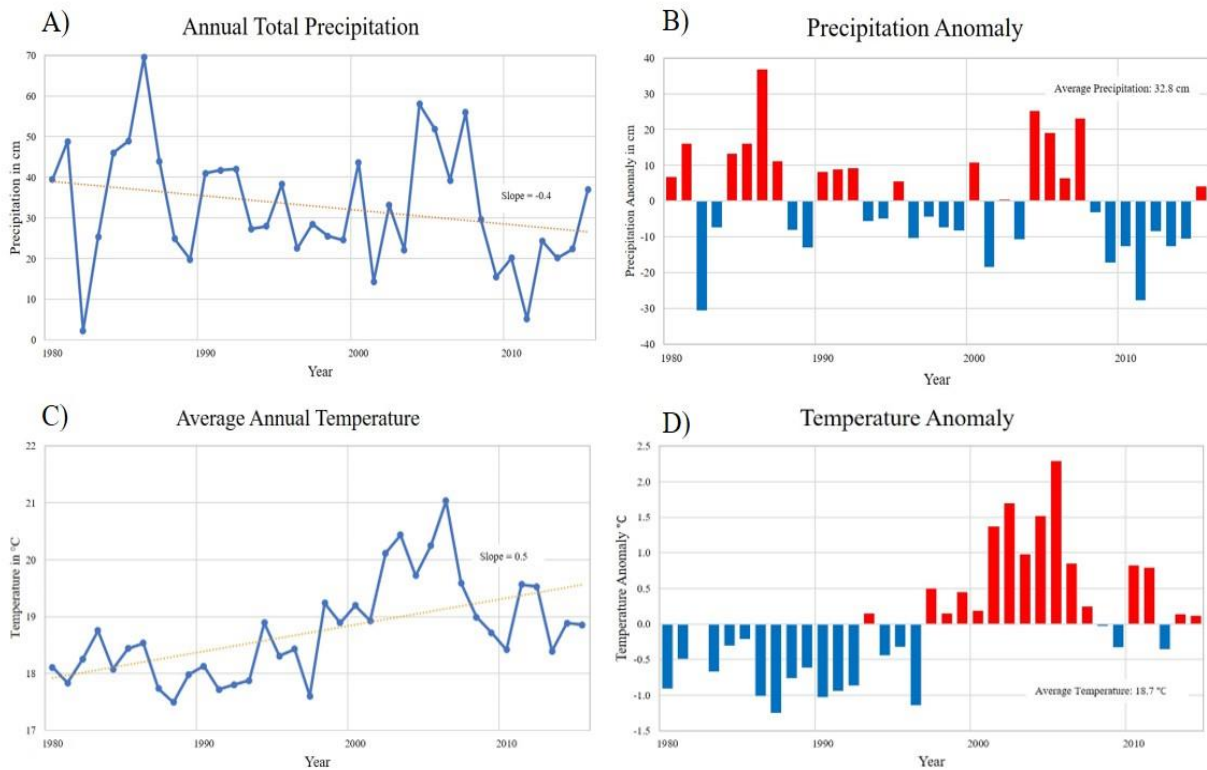 A)
Annual Total Precipitation
Precipitation in cm
70
60
50
40
30
20
10
0
Slope = -0.4
1980
1990
2000
2010
Year
B)
Precipitation Anomaly
Precipitation Anomaly in cm
40
30
20
10
0
-10
-20
-30
-40
Average Precipitation: 32.8 cm
1980
1990
2000
2010
Year
C)
Average Annual Temperature
Temperature in °C
22
21
20
19
18
17
Slope = 0.5
1980
1990
2000
2010
Year
D)
Temperature Anomaly
Temperature Anomaly °C
2.5
2.0
1.5
1.0
0.5
0.0
-0.5
-1.0
-1.5
Average Temperature: 18.7 °C
1980
1990
2000
2010
Year